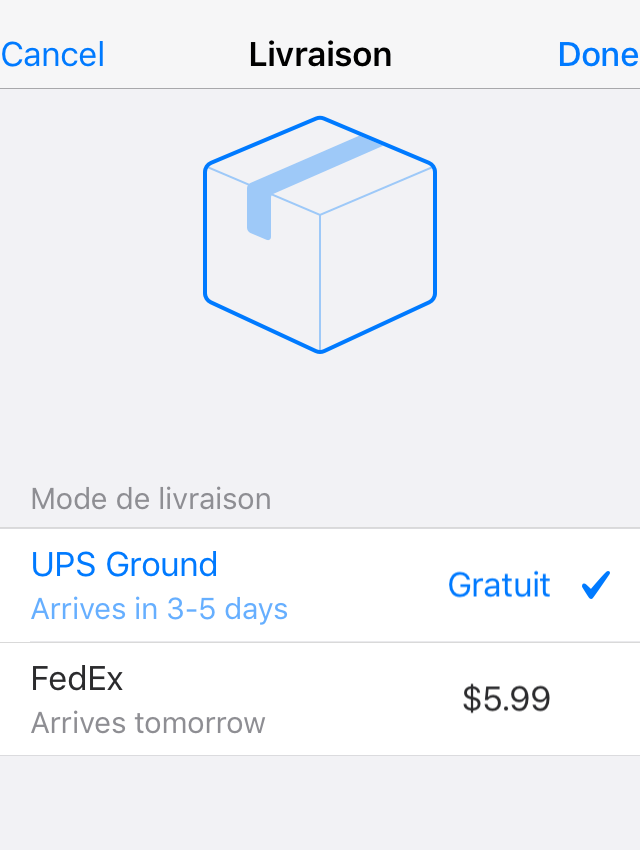 Cancel Livraison Done
Mode de livraison
UPS Ground
Arrives in 3-5 days
Gratuit
FedEx
Arrives tomorrow
$5.99